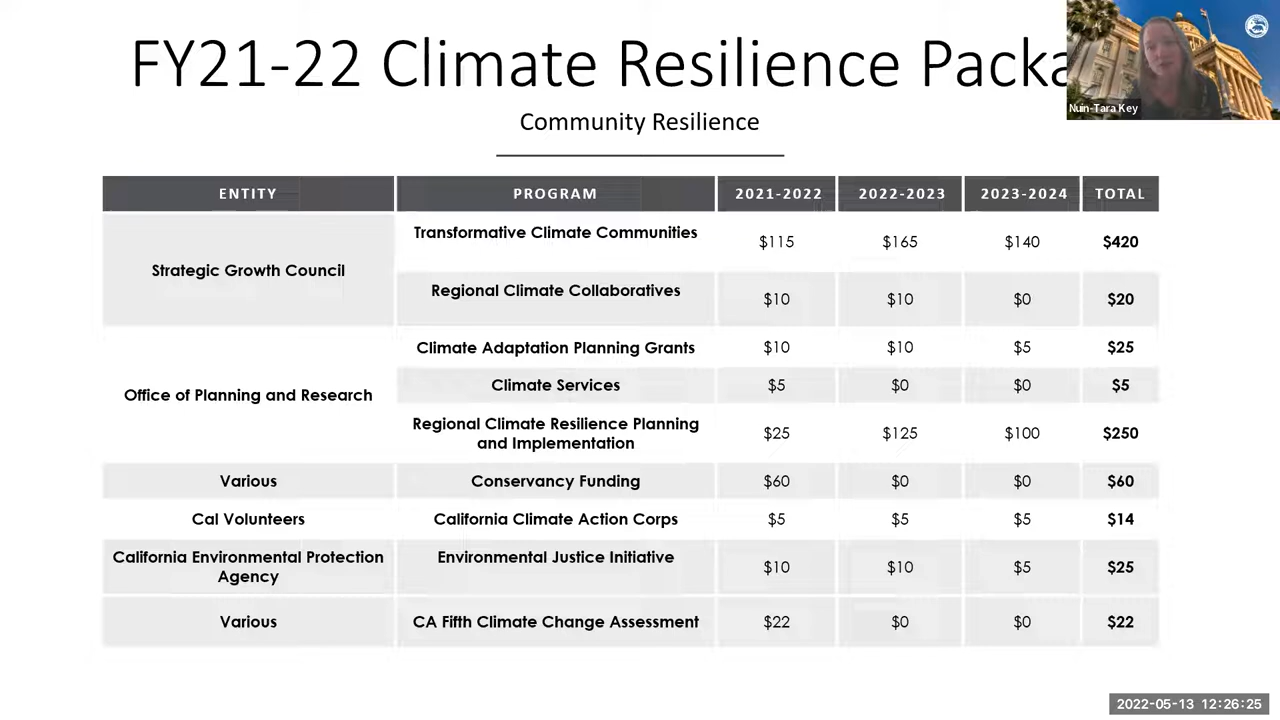 FY21-22 Climate Resilience Packa
Nuin-Tara Key
Community Resilience
ENTITY PROGRAM 2021-2022 2022-2023 2023-2024 TOTAL
Strategic Growth Council
Transformative Climate Communities $115 $165 $140 $420
Regional Climate Collaboratives $10 $10 $0 $20
Office of Planning and Research
Climate Adaptation Planning Grants $10 $10 $5 $25
Climate Services $5 $0 $0 $5
Regional Climate Resilience Planning
and Implementation $25 $125 $100 $250
Various Conservancy Funding $60 $0 $0 $60
Cal Volunteers California Climate Action Corps $5 $5 $5 $14
California Environmental Protection
Agency
Environmental Justice Initiative $10 $10 $5 $25
Various CA Fifth Climate Change Assessment $22 $0 $0 $22
2022-05-13 12:26:25